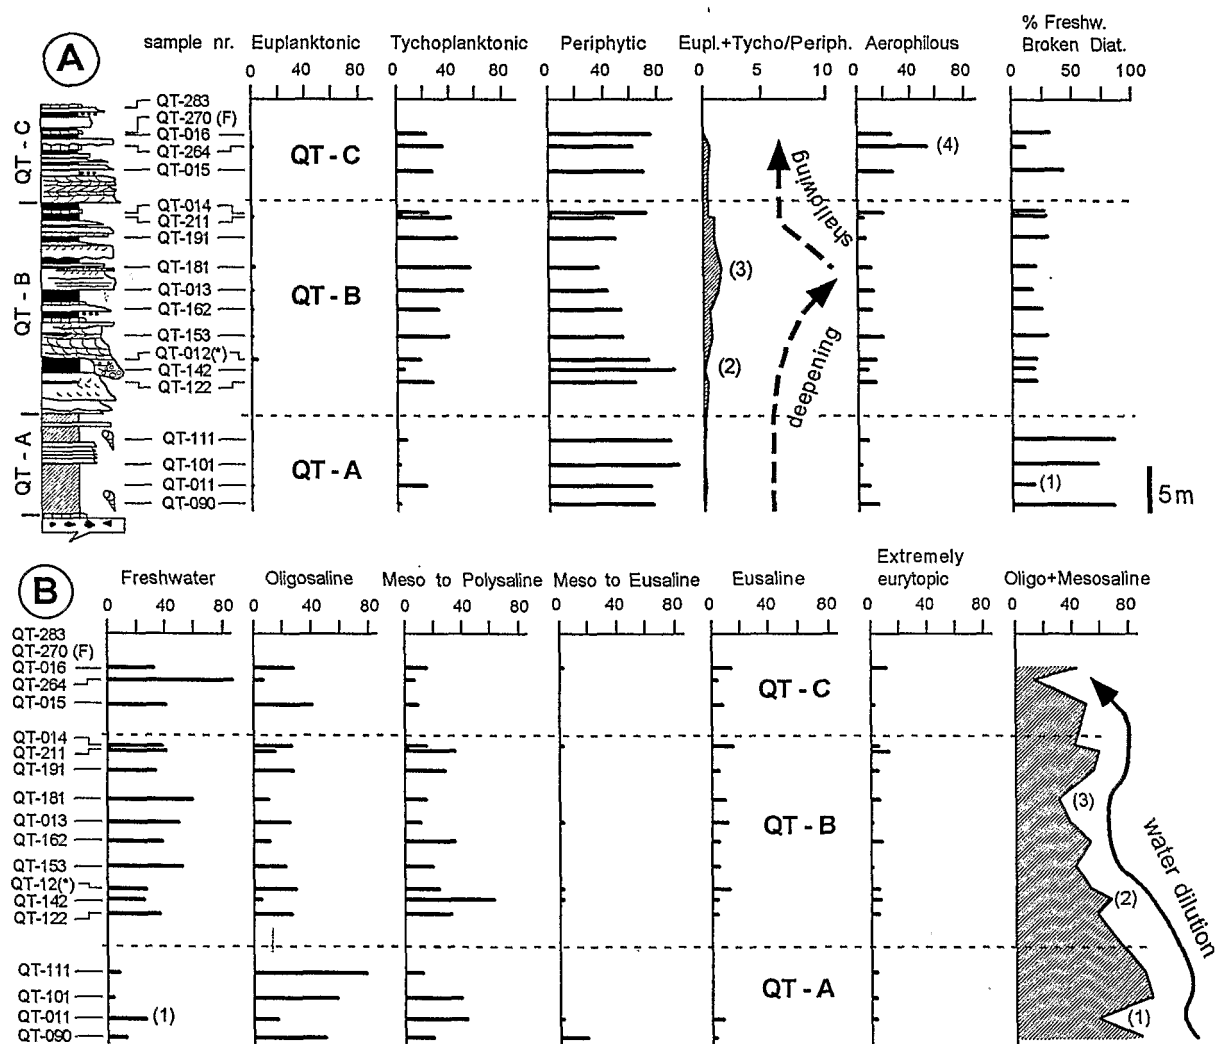 A
sample nr. Euplanktonic Tychoplanktonic Periphytic Eupl.+Tycho/Periph. Aerophilous % Freshw. Broken Diat.
0 40 80 0 40 80 0 40 80 0 5 10 0 40 80 0 50 100
QT-283
QT-270 (F)
QT-016
QT-264
QT-015
QT-014
QT-211
QT-191
QT-181
QT-013
QT-162
QT-153
QT-012(*)
QT-142
QT-122
QT-111
QT-101
QT-011
QT-090
QT - C
QT - B
QT - A
QT - C
QT - B
QT - A
(4)
shallowing
(3)
(2)
deepening
(1)
5 m
B
Freshwater Oligosaline Meso to Polysaline Meso to Eusaline Eusaline Extremely eurytopic Oligo+Mesosaline
0 40 80 0 40 80 0 40 80 0 40 80 0 40 80 0 40 80 0 40 80
QT-283
QT-270 (F)
QT-016
QT-264
QT-015
QT-014
QT-211
QT-191
QT-181
QT-013
QT-162
QT-153
QT-12(*)
QT-142
QT-122
QT-111
QT-101
QT-011 (1)
QT-090
QT - C
QT - B
QT - A
(3)
(2)
(1)
water dilution